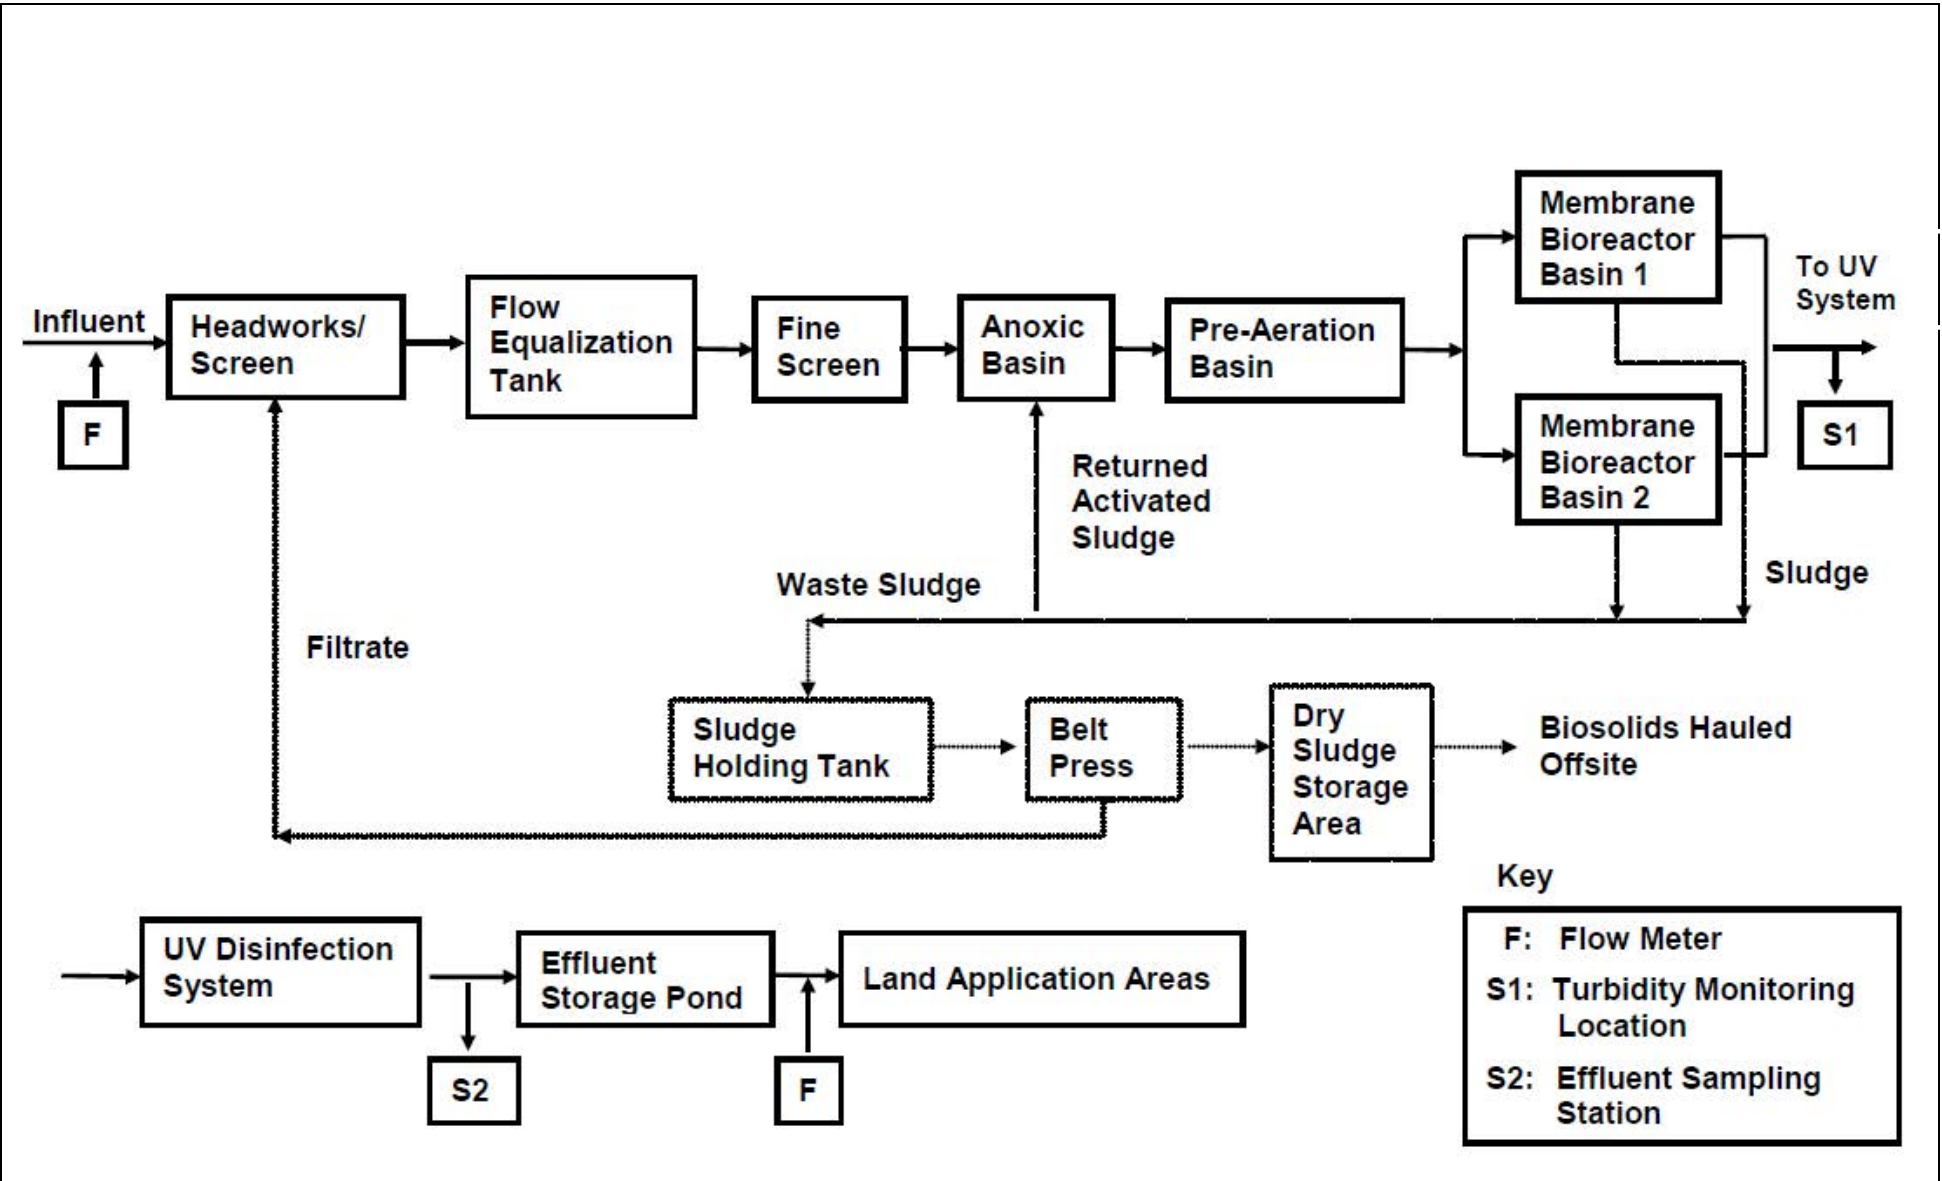 Influent
F
Headworks/
Screen
Flow
Equalization
Tank
Fine
Screen
Anoxic
Basin
Pre-Aeration
Basin
Membrane
Bioreactor
Basin 1
Membrane
Bioreactor
Basin 2
To UV
System
S1
Returned
Activated
Sludge
Waste Sludge
Sludge
Filtrate
Sludge
Holding Tank
Belt
Press
Dry
Sludge
Storage
Area
Biosolids Hauled
Offsite
UV Disinfection
System
S2
Effluent
Storage Pond
F
Land Application Areas
Key
F: Flow Meter
S1: Turbidity Monitoring
Location
S2: Effluent Sampling
Station